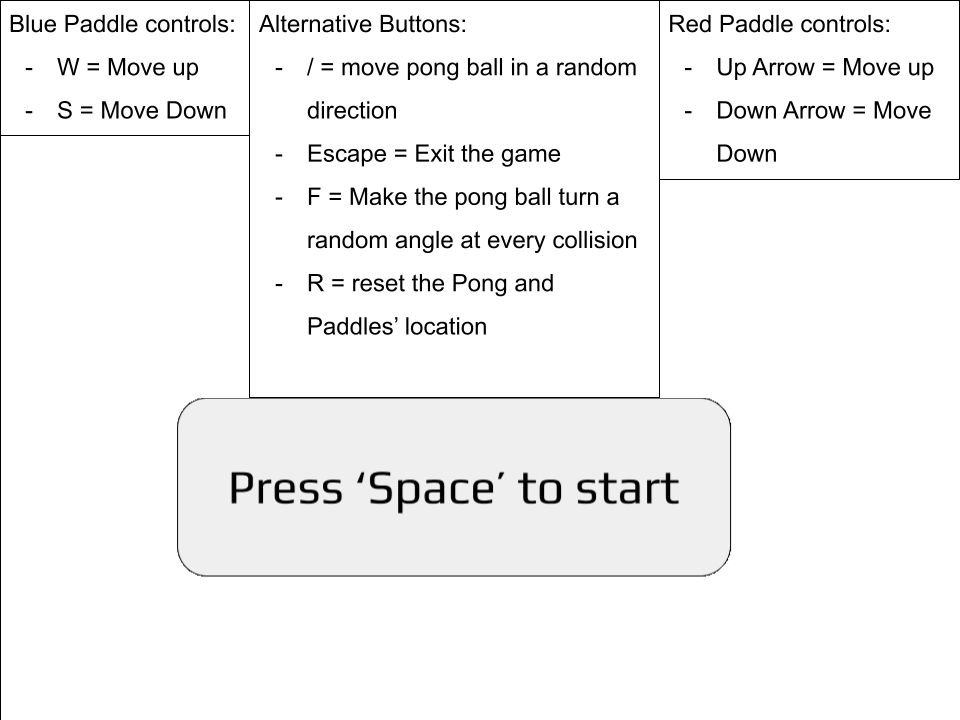 Blue Paddle controls:
- W = Move up
- S = Move Down
Alternative Buttons:
- / = move pong ball in a random
direction
- Escape = Exit the game
- F = Make the pong ball turn a
random angle at every collision
- R = reset the Pong and
Paddles’ location
Red Paddle controls:
- Up Arrow = Move up
- Down Arrow = Move
Down
Press ‘Space’ to start